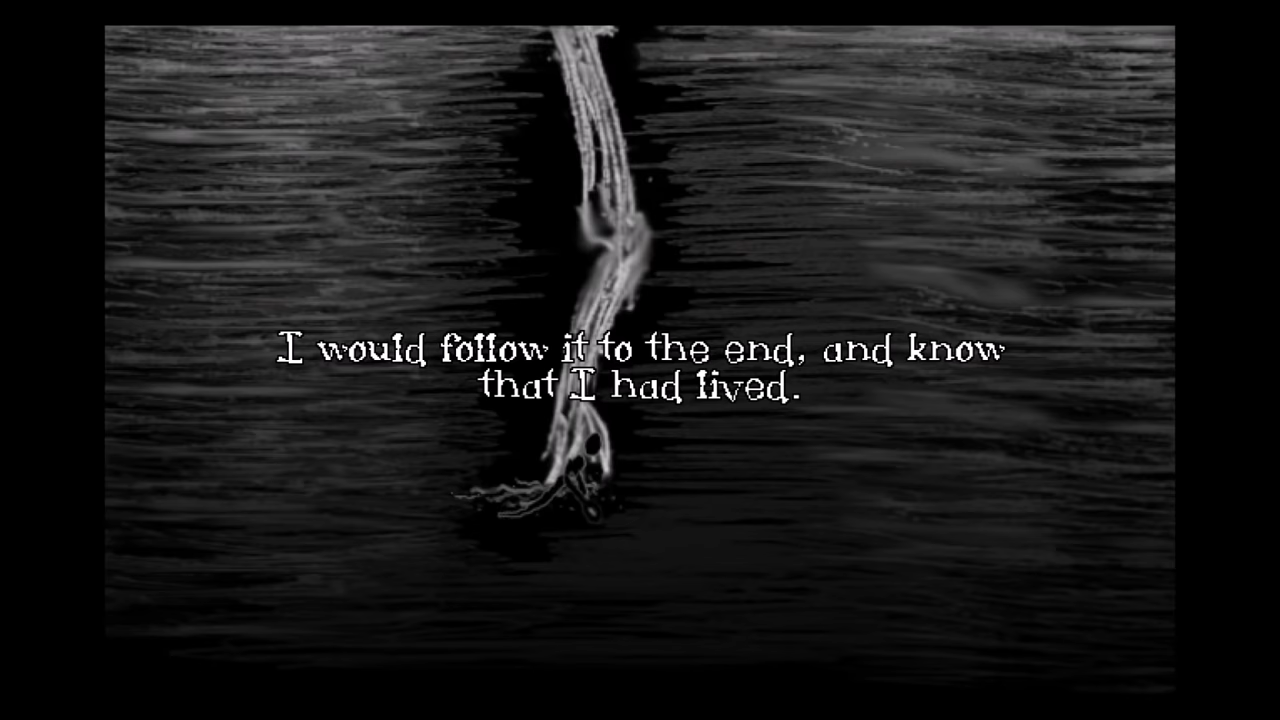 I would follow it to the end, and know
that I had lived.